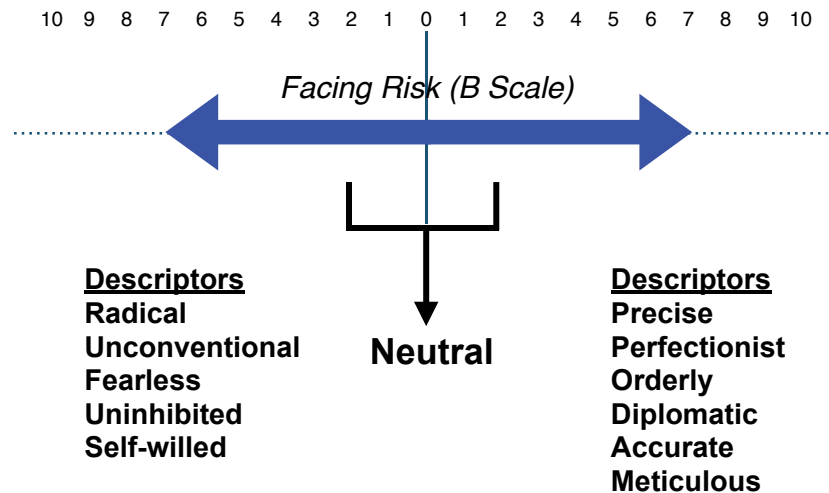 10 9 8 7 6 5 4 3 2 1 0 1 2 3 4 5 6 7 8 9 10
Facing Risk (B Scale)
Descriptors
Radical
Unconventional
Fearless
Uninhibited
Self-willed
Neutral
Descriptors
Precise
Perfectionist
Orderly
Diplomatic
Accurate
Meticulous